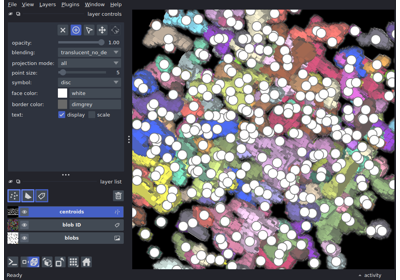 File View Layers Plugins Window Help
layer controls
opacity: 1.00
blending: translucent_no_de
projection mode: all
point size: 5
symbol: disc
face color: white
border color: dimgrey
text: display scale
layer list
centroids
blob ID
blobs
activity